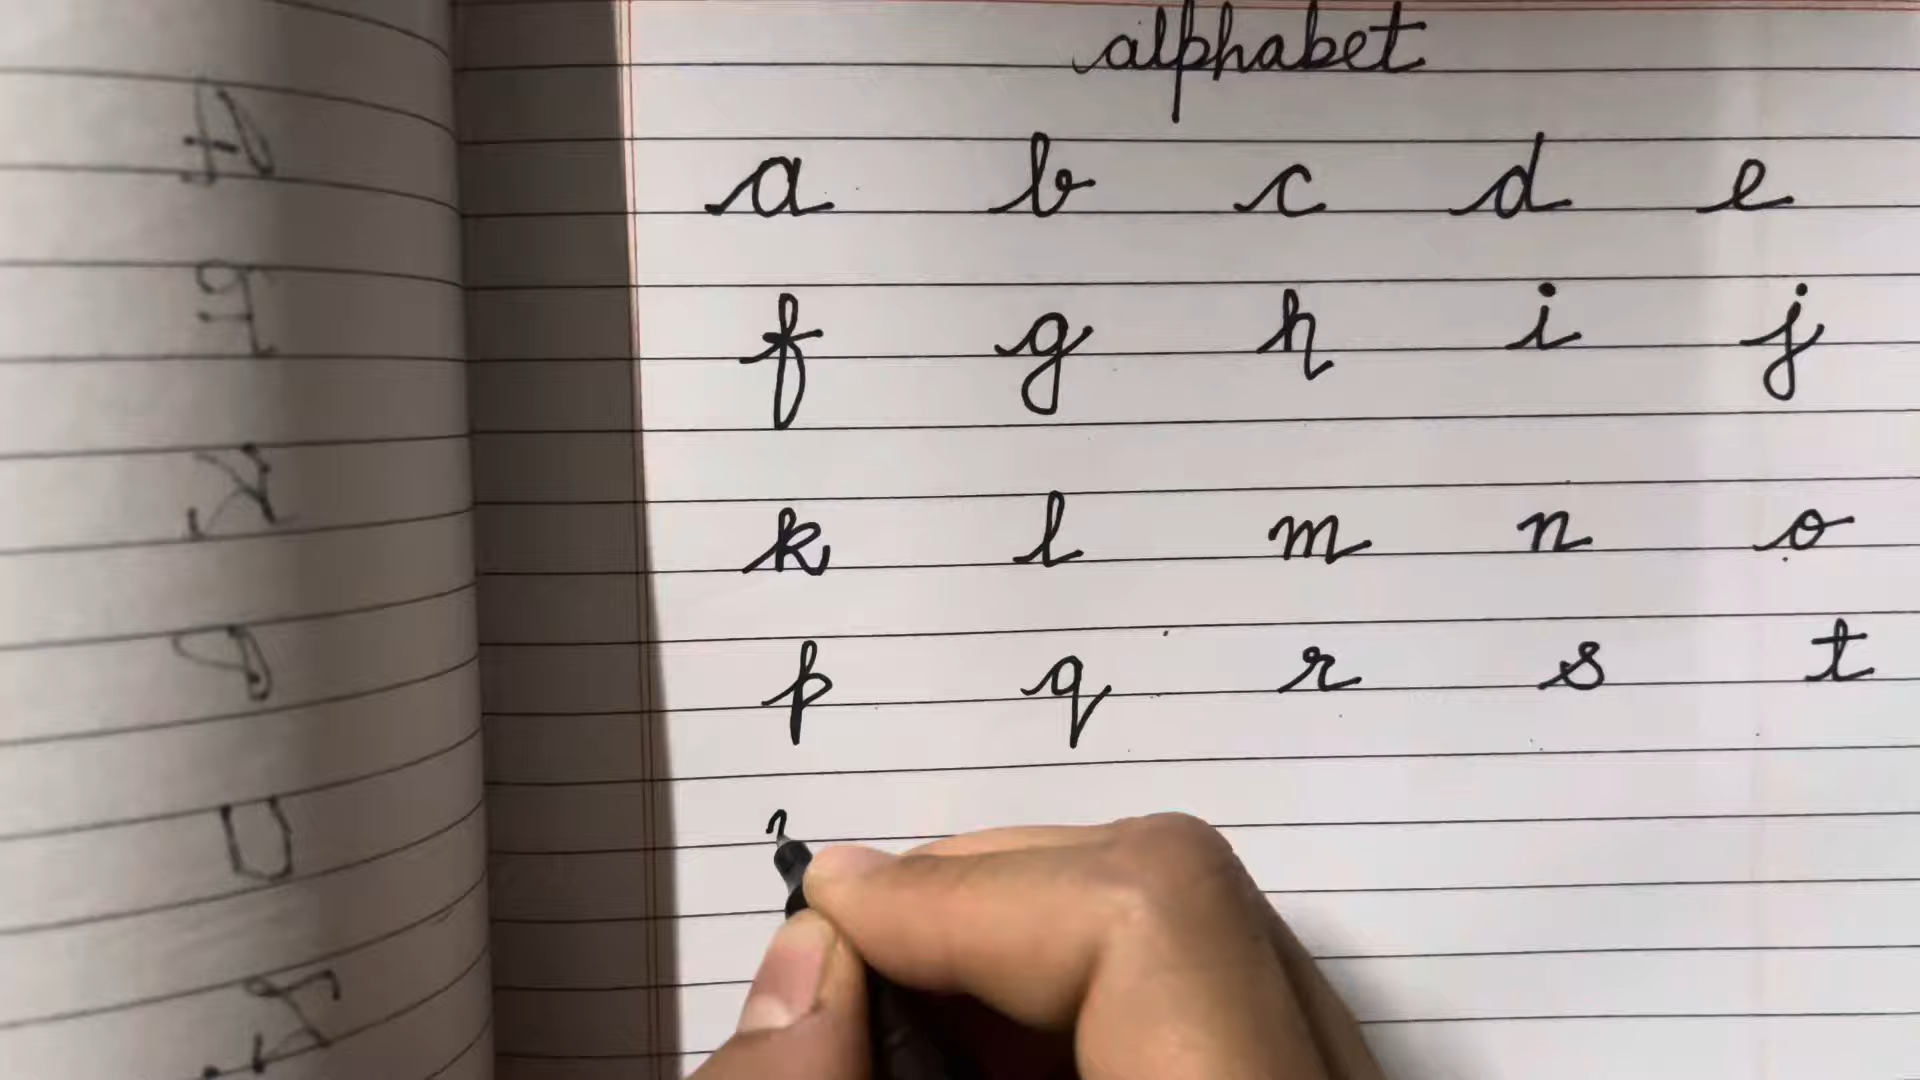 alphabet
a b c d e
f g h i j
k l m n o
p q r s t